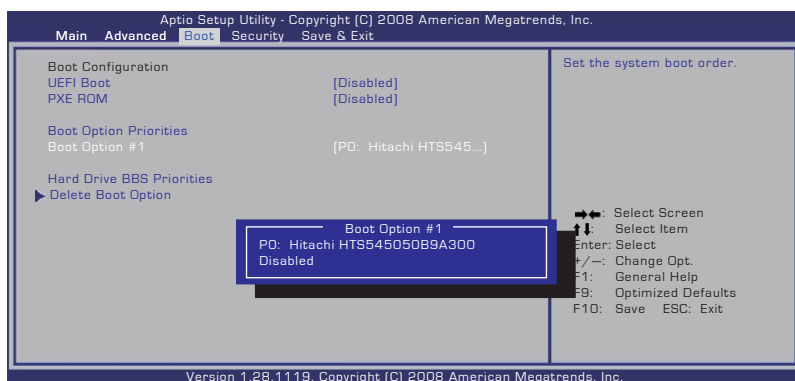 Aptio Setup Utility - Copyright (C) 2008 American Megatrends, Inc.
Main Advanced Boot Security Save & Exit
Boot Configuration
UEFI Boot [Disabled]
PXE ROM [Disabled]
Boot Option Priorities
Boot Option #1 [P0: Hitachi HTS545...]
Hard Drive BBS Priorities
Delete Boot Option
Set the system boot order.
Boot Option #1
P0: Hitachi HTS545050B9A300
Disabled
→←: Select Screen
↑↓: Select Item
Enter: Select
+/—: Change Opt.
F1: General Help
F9: Optimized Defaults
F10: Save ESC: Exit
Version 1.28.1119. Copyright (C) 2008 American Megatrends, Inc.